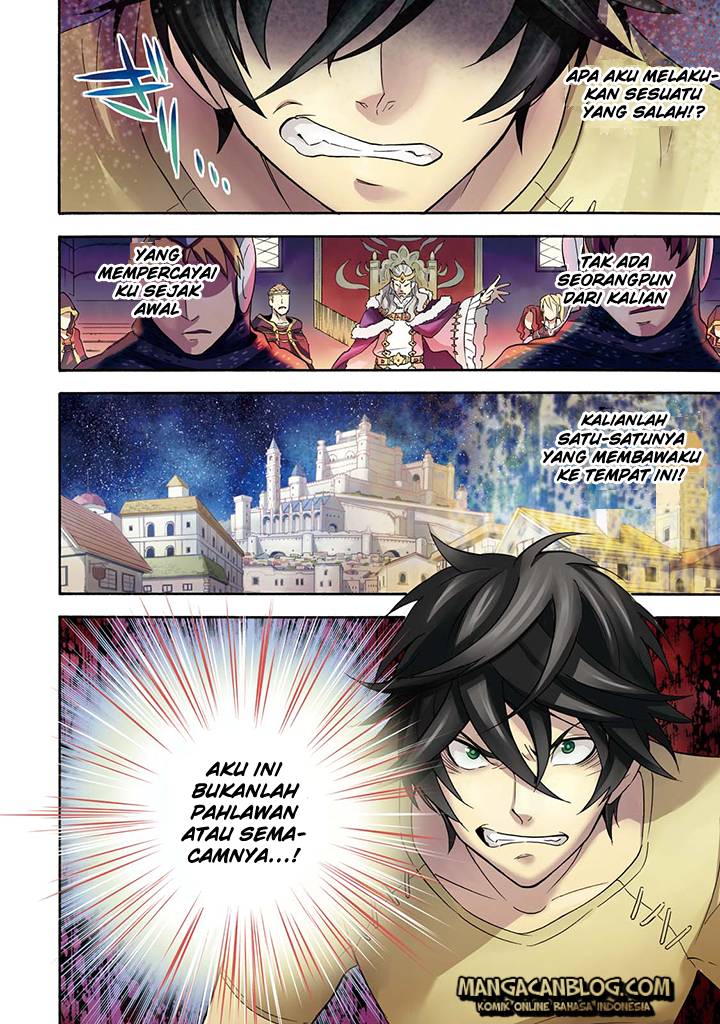 APA AKU MELAKU-
KAN SESUATU
YANG SALAH!?
TAK ADA
SEORANGPUN
DARI KALIAN
YANG
MEMPERCAYAI
KU SEJAK
AWAL
KALIANLAH
SATU-SATUNYA
YANG MEMBAWAKU
KE TEMPAT INI!
AKU INI
BUKANLAH
PAHLAWAN
ATAU SEMA-
CAMNYA...!
MANGACANBLOG.COM
KOMIK ONLINE BAHASA INDONESIA